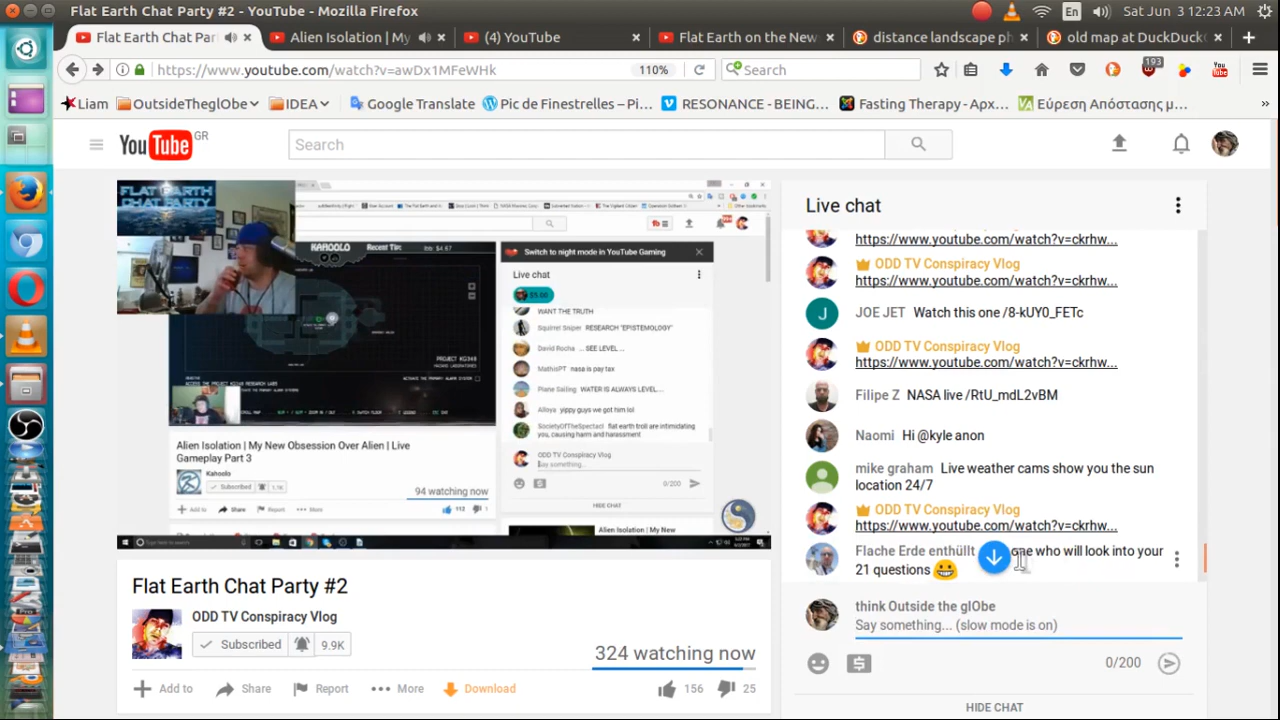 Flat Earth Chat Party #2 - YouTube - Mozilla Firefox
En
Sat Jun 3 12:23 AM
Flat Earth Chat Par
Alien Isolation | My
(4) YouTube
Flat Earth on the New
distance landscape ph
old map at DuckDuck
https://www.youtube.com/watch?v=awDx1MFeWHk
110%
Search
193
Liam
OutsideTheglObe
IDEA
Google Translate
Pic de Finestrelles – Pi...
RESONANCE - BEING...
Fasting Therapy - Apx...
Εύρεση Απόστασης μ...
YouTube GR
Search
FLAT EARTH
CHAT PARTY
KAHOOLO
PROJECT KG348
Switch to night mode in YouTube Gaming
Live chat
$5.00
WANT THE TRUTH
Squirrel Sniper RESEARCH "EPISTEMOLOGY"
David Rocha ... SEE LEVEL ...
MathvisPT nasa is pay tax
Plane Sailing WATER IS ALWAYS LEVEL...
Alloya yippy guys we got him lol
SocietyOfTheSpectacl flat earth troll are intimidating
you, causing harm and harassment
ODD TV Conspiracy Vlog
Say something...
0/200
HIDE CHAT
Alien Isolation | My New Obsession Over Alien | Live
Gameplay Part 3
Kahoolo
Subscribed
94 watching now
Add to
Share
Report
More
112
1
Flat Earth Chat Party #2
ODD TV Conspiracy Vlog
Subscribed
9.9K
324 watching now
Add to
Share
Report
More
Download
156
25
Live chat
https://www.youtube.com/watch?v=ckrhw...
ODD TV Conspiracy Vlog
https://www.youtube.com/watch?v=ckrhw...
J
JOE JET Watch this one /8-kUY0_FETc
ODD TV Conspiracy Vlog
https://www.youtube.com/watch?v=ckrhw...
Filipe Z NASA live /RtU_mdL2vBM
Naomi Hi @kyle anon
mike graham Live weather cams show you the sun
location 24/7
ODD TV Conspiracy Vlog
https://www.youtube.com/watch?v=ckrhw...
Flache Erde enthüllt one who will look into your
21 questions
think Outside the glObe
Say something... (slow mode is on)
0/200
HIDE CHAT